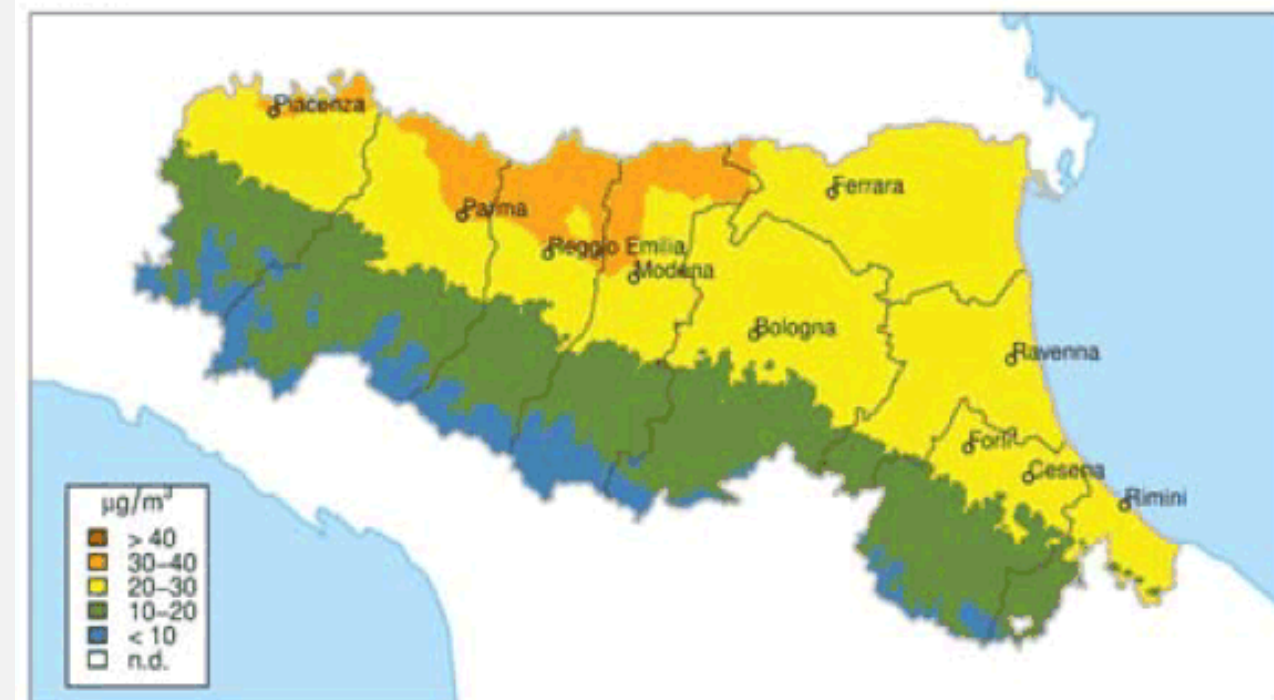 Piacenza
Ferrara
Parma
Reggio Emilia
Modena
Bologna
Ravenna
Forlì
Cesena
Rimini
µg/m³
> 40
30–40
20–30
10–20
< 10
n.d.